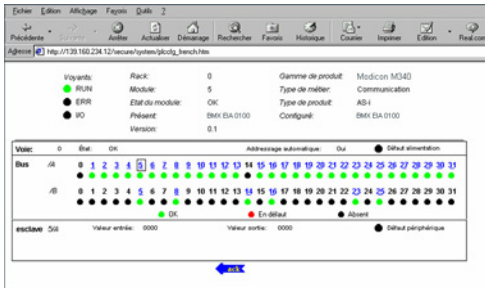 Fichier Edition Affichage Favoris Outils ?
Précédente Suivante Arrêter Actualiser Démarrage Rechercher Favoris Historique Courrier Imprimer Edition Real.com
Adresse http://139.160.234.12/secure/system/plccfg_french.htm
Voyants: Rack: 0 Gamme de produit: Modicon M340
RUN Module: 5 Type de métier: Communication
ERR Etat du module: OK Type de produit: AS-i
I/O Présent: BMX EIA 0100 Configuré: BMX EIA 0100
Version: 0.1
Voie: 0 État: OK Addressage automatique: Oui Défaut alimentation
Bus /A 0 1 2 3 4 5 6 7 8 9 10 11 12 13 14 15 16 17 18 19 20 21 22 23 24 25 26 27 28 29 30 31
/B 0 1 2 3 4 5 6 7 8 9 10 11 12 13 14 15 16 17 18 19 20 21 22 23 24 25 26 27 28 29 30 31
OK En défaut Absent
esclave 5/A Valeur entrée: 0000 Valeur sortie: 0000 Défaut périphérique
ack